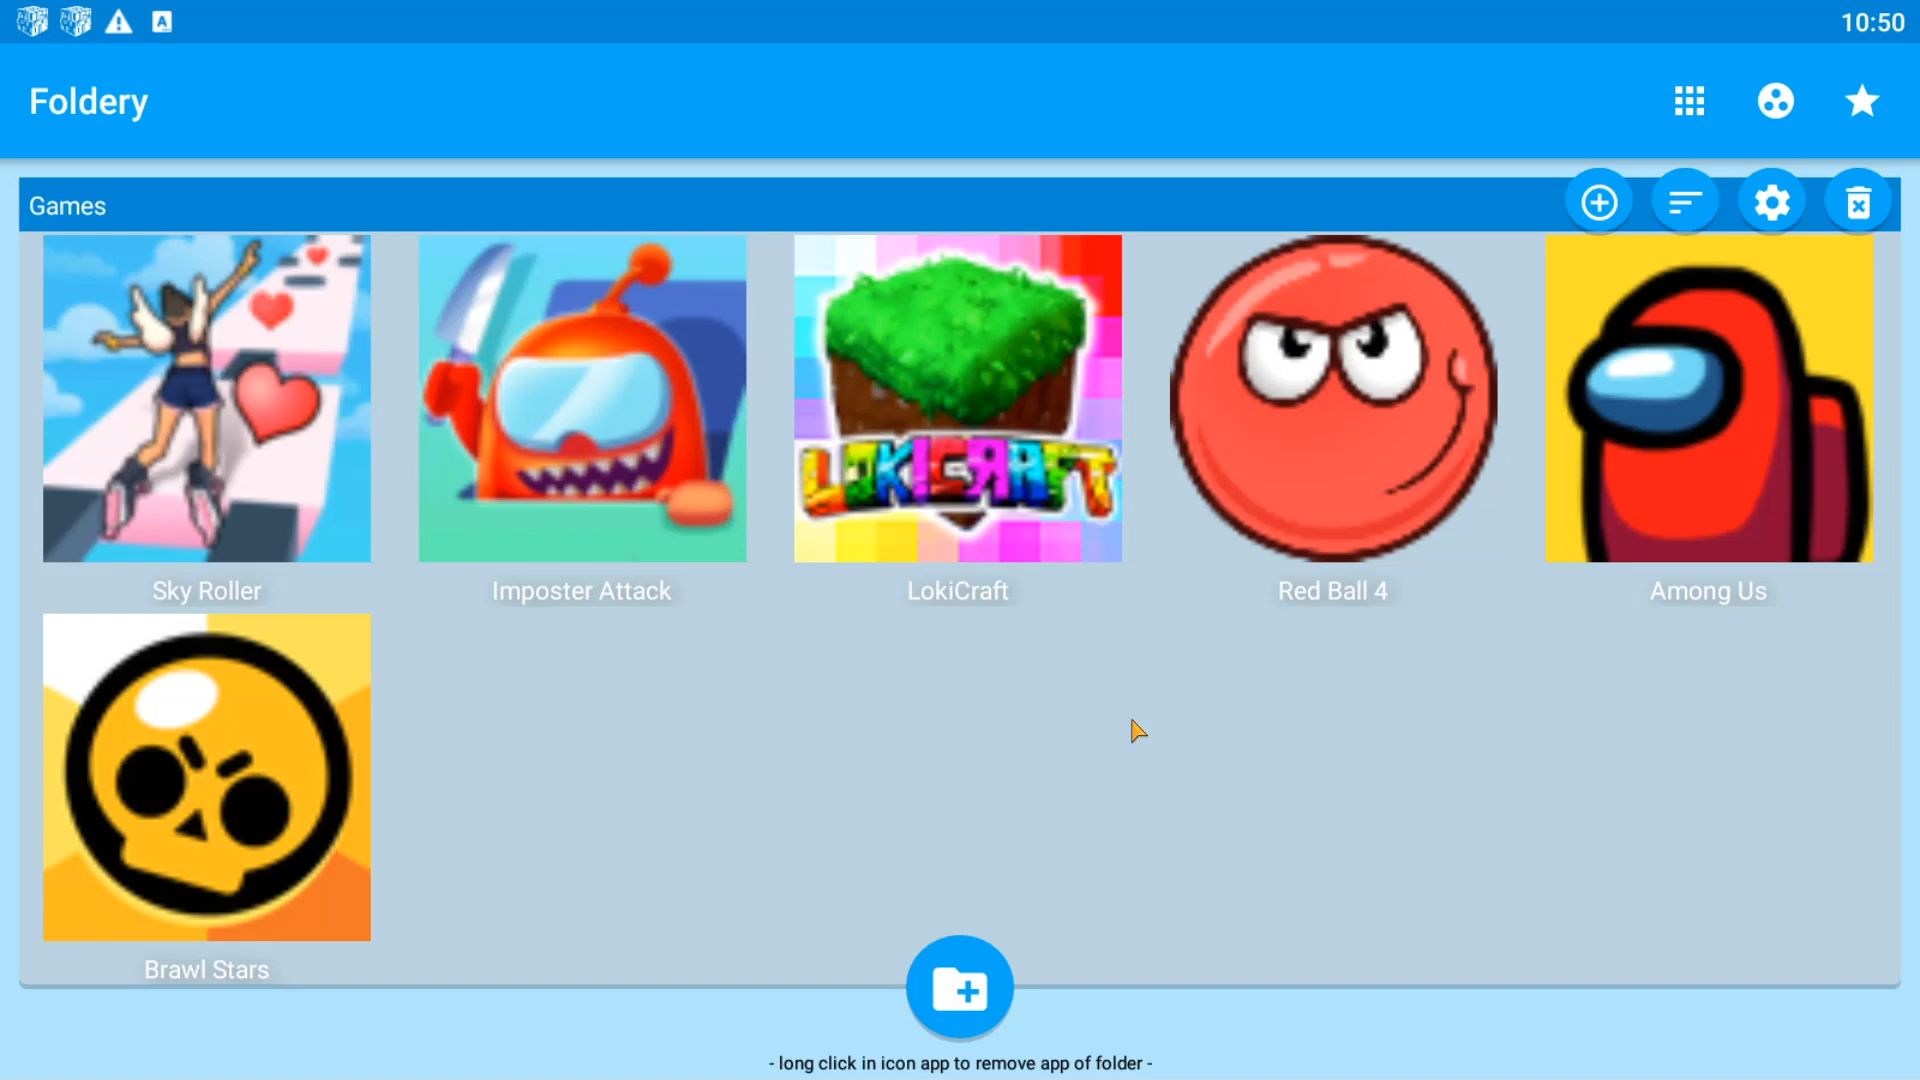 10:50
Foldery
Games
LOKICRAFT
Sky Roller
Imposter Attack
LokiCraft
Red Ball 4
Among Us
Brawl Stars
- long click in icon app to remove app of folder -